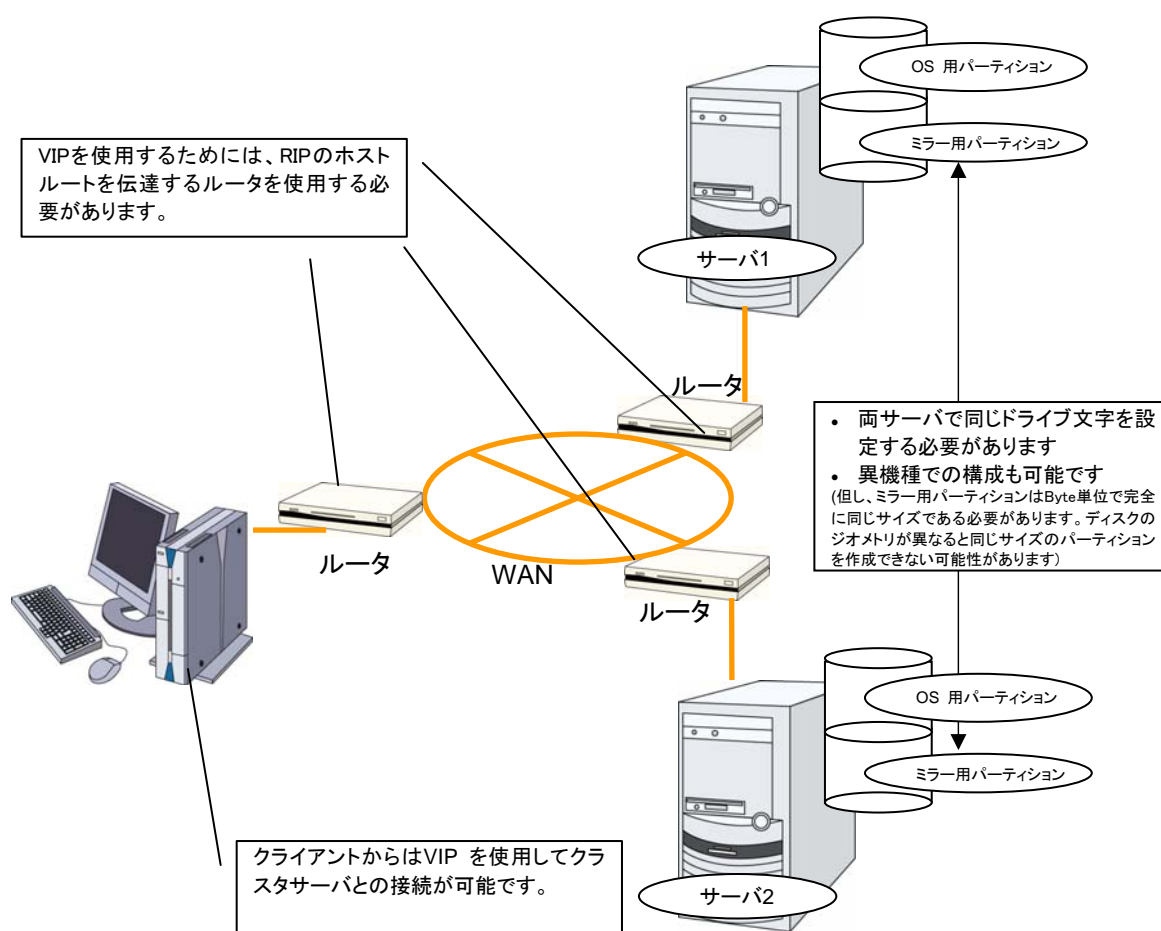 OS 用パーティション
ミラー用パーティション
VIPを使用するためには、RIPのホスト
ルートを伝達するルータを使用する必
要があります。
サーバ1
ルータ
• 両サーバで同じドライブ文字を設
定する必要があります
• 異機種での構成も可能です
(但し、ミラー用パーティションはByte単位で完全
に同じサイズである必要があります。ディスクの
ジオメトリが異なると同じサイズのパーティション
を作成できない可能性があります)
ルータ
WAN
ルータ
OS 用パーティション
ミラー用パーティション
クライアントからはVIP を使用してクラ
スタサーバとの接続が可能です。
サーバ2